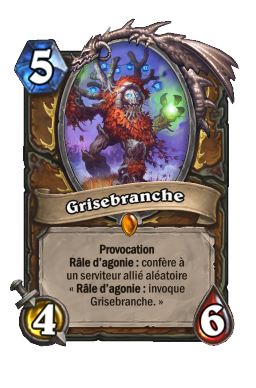 5
Grisebranche
Provocation
Râle d'agonie : confère à
un serviteur allié aléatoire
« Râle d'agonie : invoque
Grisebranche. »
4
6